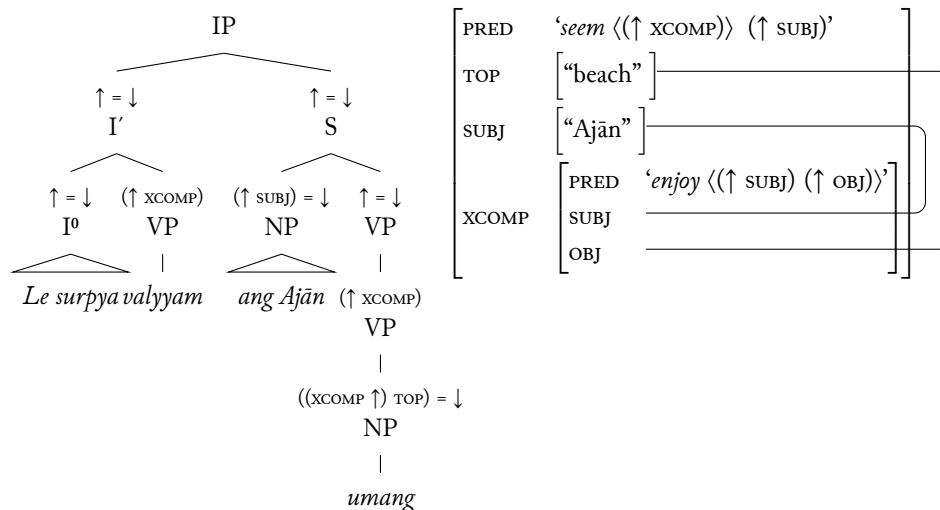 IP
↑ = ↓ ↑ = ↓
I′ S
↑ = ↓ (↑ XCOMP) (↑ SUBJ) = ↓ ↑ = ↓
I⁰ VP NP VP
Le surpya valyyam ang Ajān (↑ XCOMP)
VP
((XCOMP ↑) TOP) = ↓
NP
umang
PRED ‘seem ⟨(↑ XCOMP)⟩ (↑ SUBJ)’
TOP [“beach”]
SUBJ [“Ajān”]
XCOMP
PRED ‘enjoy ⟨(↑ SUBJ) (↑ OBJ)⟩’
SUBJ
OBJ